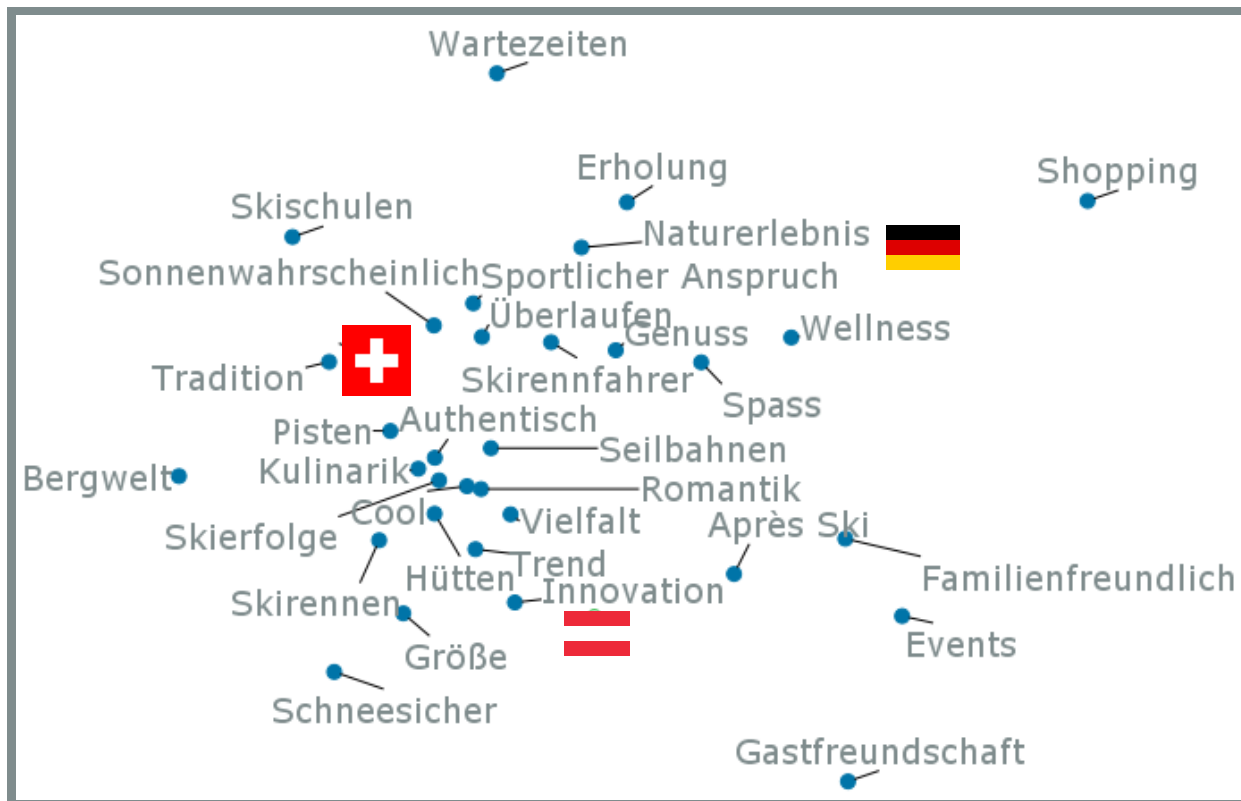 Wartezeiten
Erholung
Shopping
Skischulen
Naturerlebnis
Sonnenwahrscheinlich
Sportlicher Anspruch
Überlaufen
Genuss
Wellness
Tradition
Skirennfahrer
Spass
Authentisch
Pisten
Seilbahnen
Kulinarik
Bergwelt
Romantik
Cool
Vielfalt
Après Ski
Skierfolge
Trend
Hütten
Familienfreundlich
Innovation
Skirennen
Events
Größe
Schneesicher
Gastfreundschaft